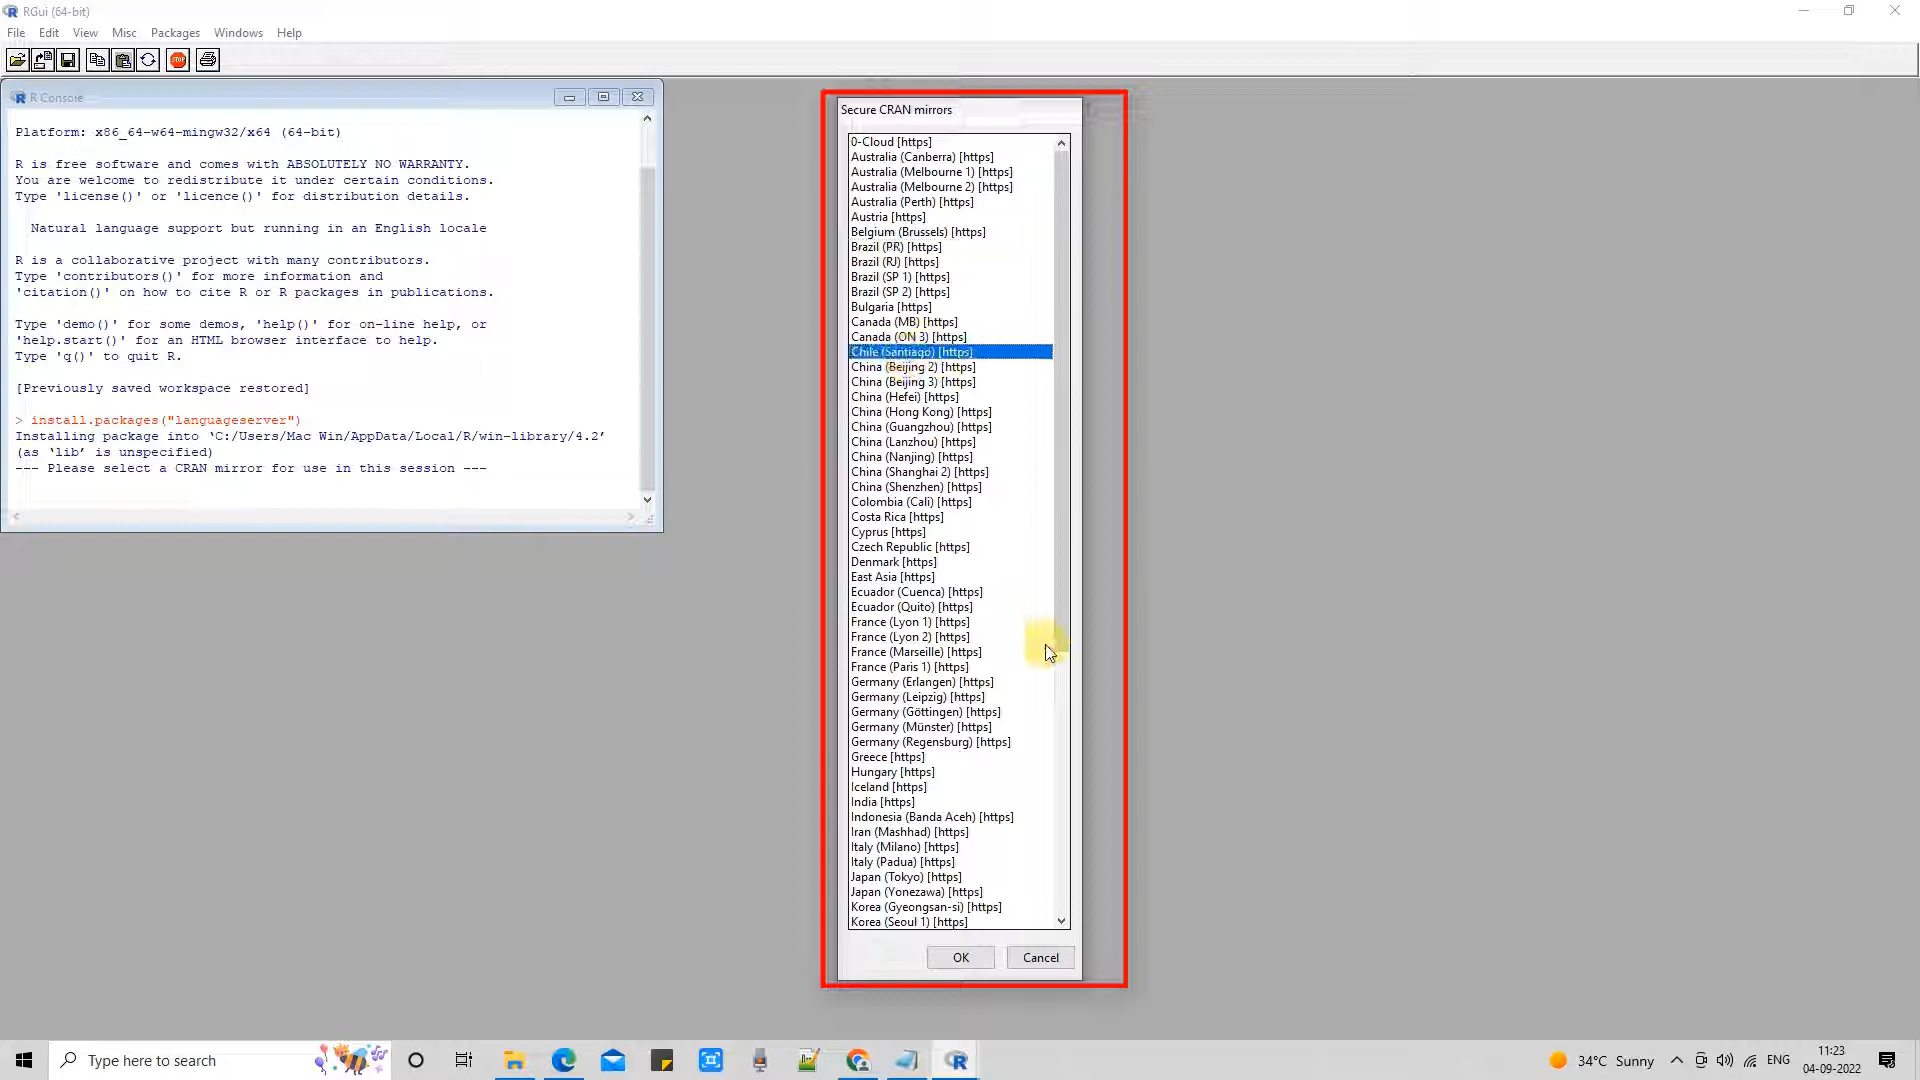 RGui (64-bit)
File Edit View Misc Packages Windows Help
STOP
R Console
Platform: x86_64-w64-mingw32/x64 (64-bit)
R is free software and comes with ABSOLUTELY NO WARRANTY.
You are welcome to redistribute it under certain conditions.
Type 'license()' or 'licence()' for distribution details.
Natural language support but running in an English locale
R is a collaborative project with many contributors.
Type 'contributors()' for more information and
'citation()' on how to cite R or R packages in publications.
Type 'demo()' for some demos, 'help()' for on-line help, or
'help.start()' for an HTML browser interface to help.
Type 'q()' to quit R.
[Previously saved workspace restored]
> install.packages("languageserver")
Installing package into ‘C:/Users/Mac Win/AppData/Local/R/win-library/4.2’
(as ‘lib’ is unspecified)
--- Please select a CRAN mirror for use in this session ---
Secure CRAN mirrors
0-Cloud [https]
Australia (Canberra) [https]
Australia (Melbourne 1) [https]
Australia (Melbourne 2) [https]
Australia (Perth) [https]
Austria [https]
Belgium (Brussels) [https]
Brazil (PR) [https]
Brazil (RJ) [https]
Brazil (SP 1) [https]
Brazil (SP 2) [https]
Bulgaria [https]
Canada (MB) [https]
Canada (ON 3) [https]
Chile (Santiago) [https]
China (Beijing 2) [https]
China (Beijing 3) [https]
China (Hefei) [https]
China (Hong Kong) [https]
China (Guangzhou) [https]
China (Lanzhou) [https]
China (Nanjing) [https]
China (Shanghai 2) [https]
China (Shenzhen) [https]
Colombia (Cali) [https]
Costa Rica [https]
Cyprus [https]
Czech Republic [https]
Denmark [https]
East Asia [https]
Ecuador (Cuenca) [https]
Ecuador (Quito) [https]
France (Lyon 1) [https]
France (Lyon 2) [https]
France (Marseille) [https]
France (Paris 1) [https]
Germany (Erlangen) [https]
Germany (Leipzig) [https]
Germany (Göttingen) [https]
Germany (Münster) [https]
Germany (Regensburg) [https]
Greece [https]
Hungary [https]
Iceland [https]
India [https]
Indonesia (Banda Aceh) [https]
Iran (Mashhad) [https]
Italy (Milano) [https]
Italy (Padua) [https]
Japan (Tokyo) [https]
Japan (Yonezawa) [https]
Korea (Gyeongsan-si) [https]
Korea (Seoul 1) [https]
OK Cancel
Type here to search
34°C Sunny
ENG
11:23
04-09-2022